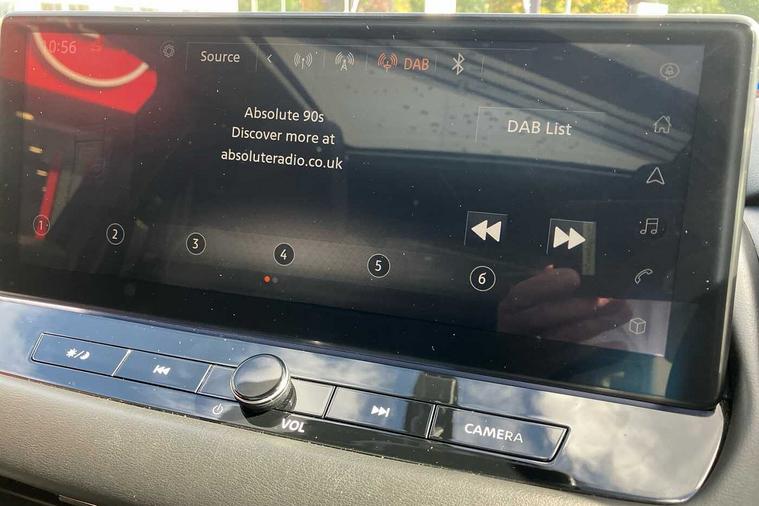 10:56
Source
DAB
Absolute 90s
Discover more at
absoluteradio.co.uk
DAB List
1
2
3
4
5
6
VOL
CAMERA